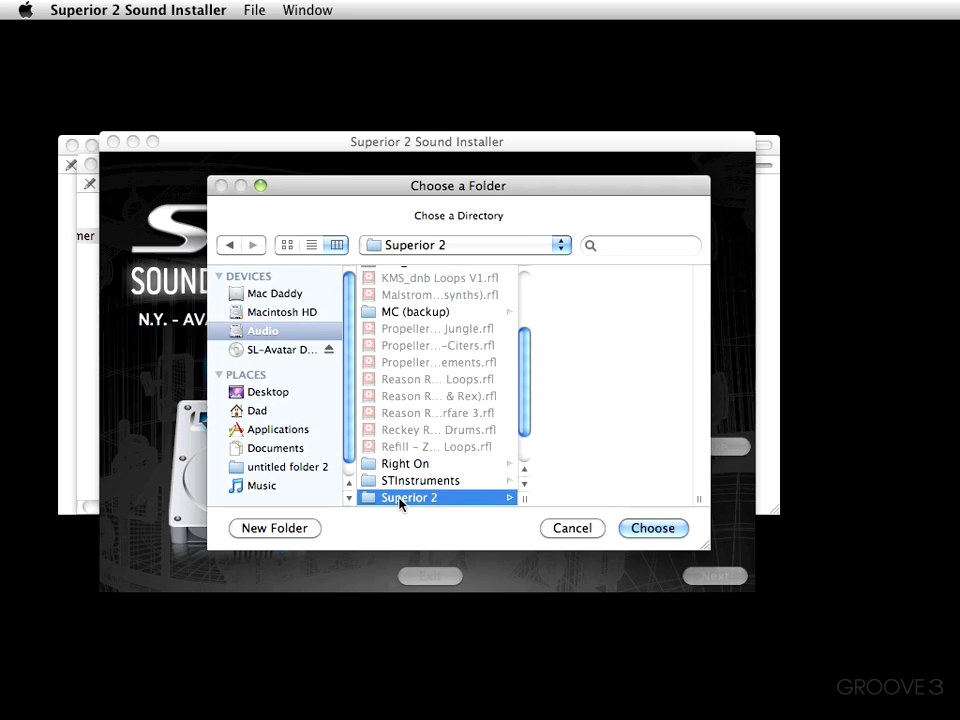 Superior 2 Sound Installer File Window
Superior 2 Sound Installer
Choose a Folder
Chose a Directory
Superior 2
mer
SOUND
N.Y. - AVA
DEVICES
Mac Daddy
Macintosh HD
Audio
SL-Avatar D...
PLACES
Desktop
Dad
Applications
Documents
untitled folder 2
Music
KMS_dnb Loops V1.rfl
Malstrom...synths).rfl
MC (backup)
Propeller... Jungle.rfl
Propeller...-Citers.rfl
Propeller...ements.rfl
Reason R... Loops.rfl
Reason R... & Rex).rfl
Reason R...rfare 3.rfl
Reckey R... Drums.rfl
Refill - Z... Loops.rfl
Right On
STInstruments
Superior 2
New Folder
Cancel
Choose
GROOVE3